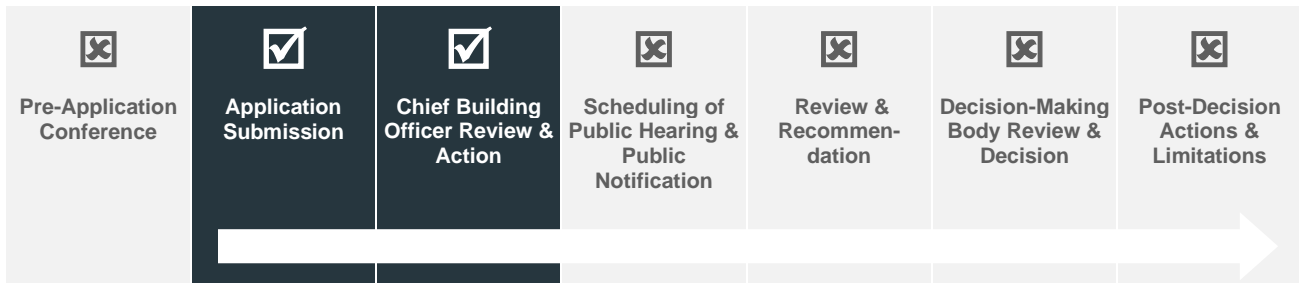 Pre-Application
Conference
Application
Submission
Chief Building
Officer Review &
Action
Scheduling of
Public Hearing &
Public
Notification
Review &
Recommen-
dation
Decision-Making
Body Review &
Decision
Post-Decision
Actions &
Limitations